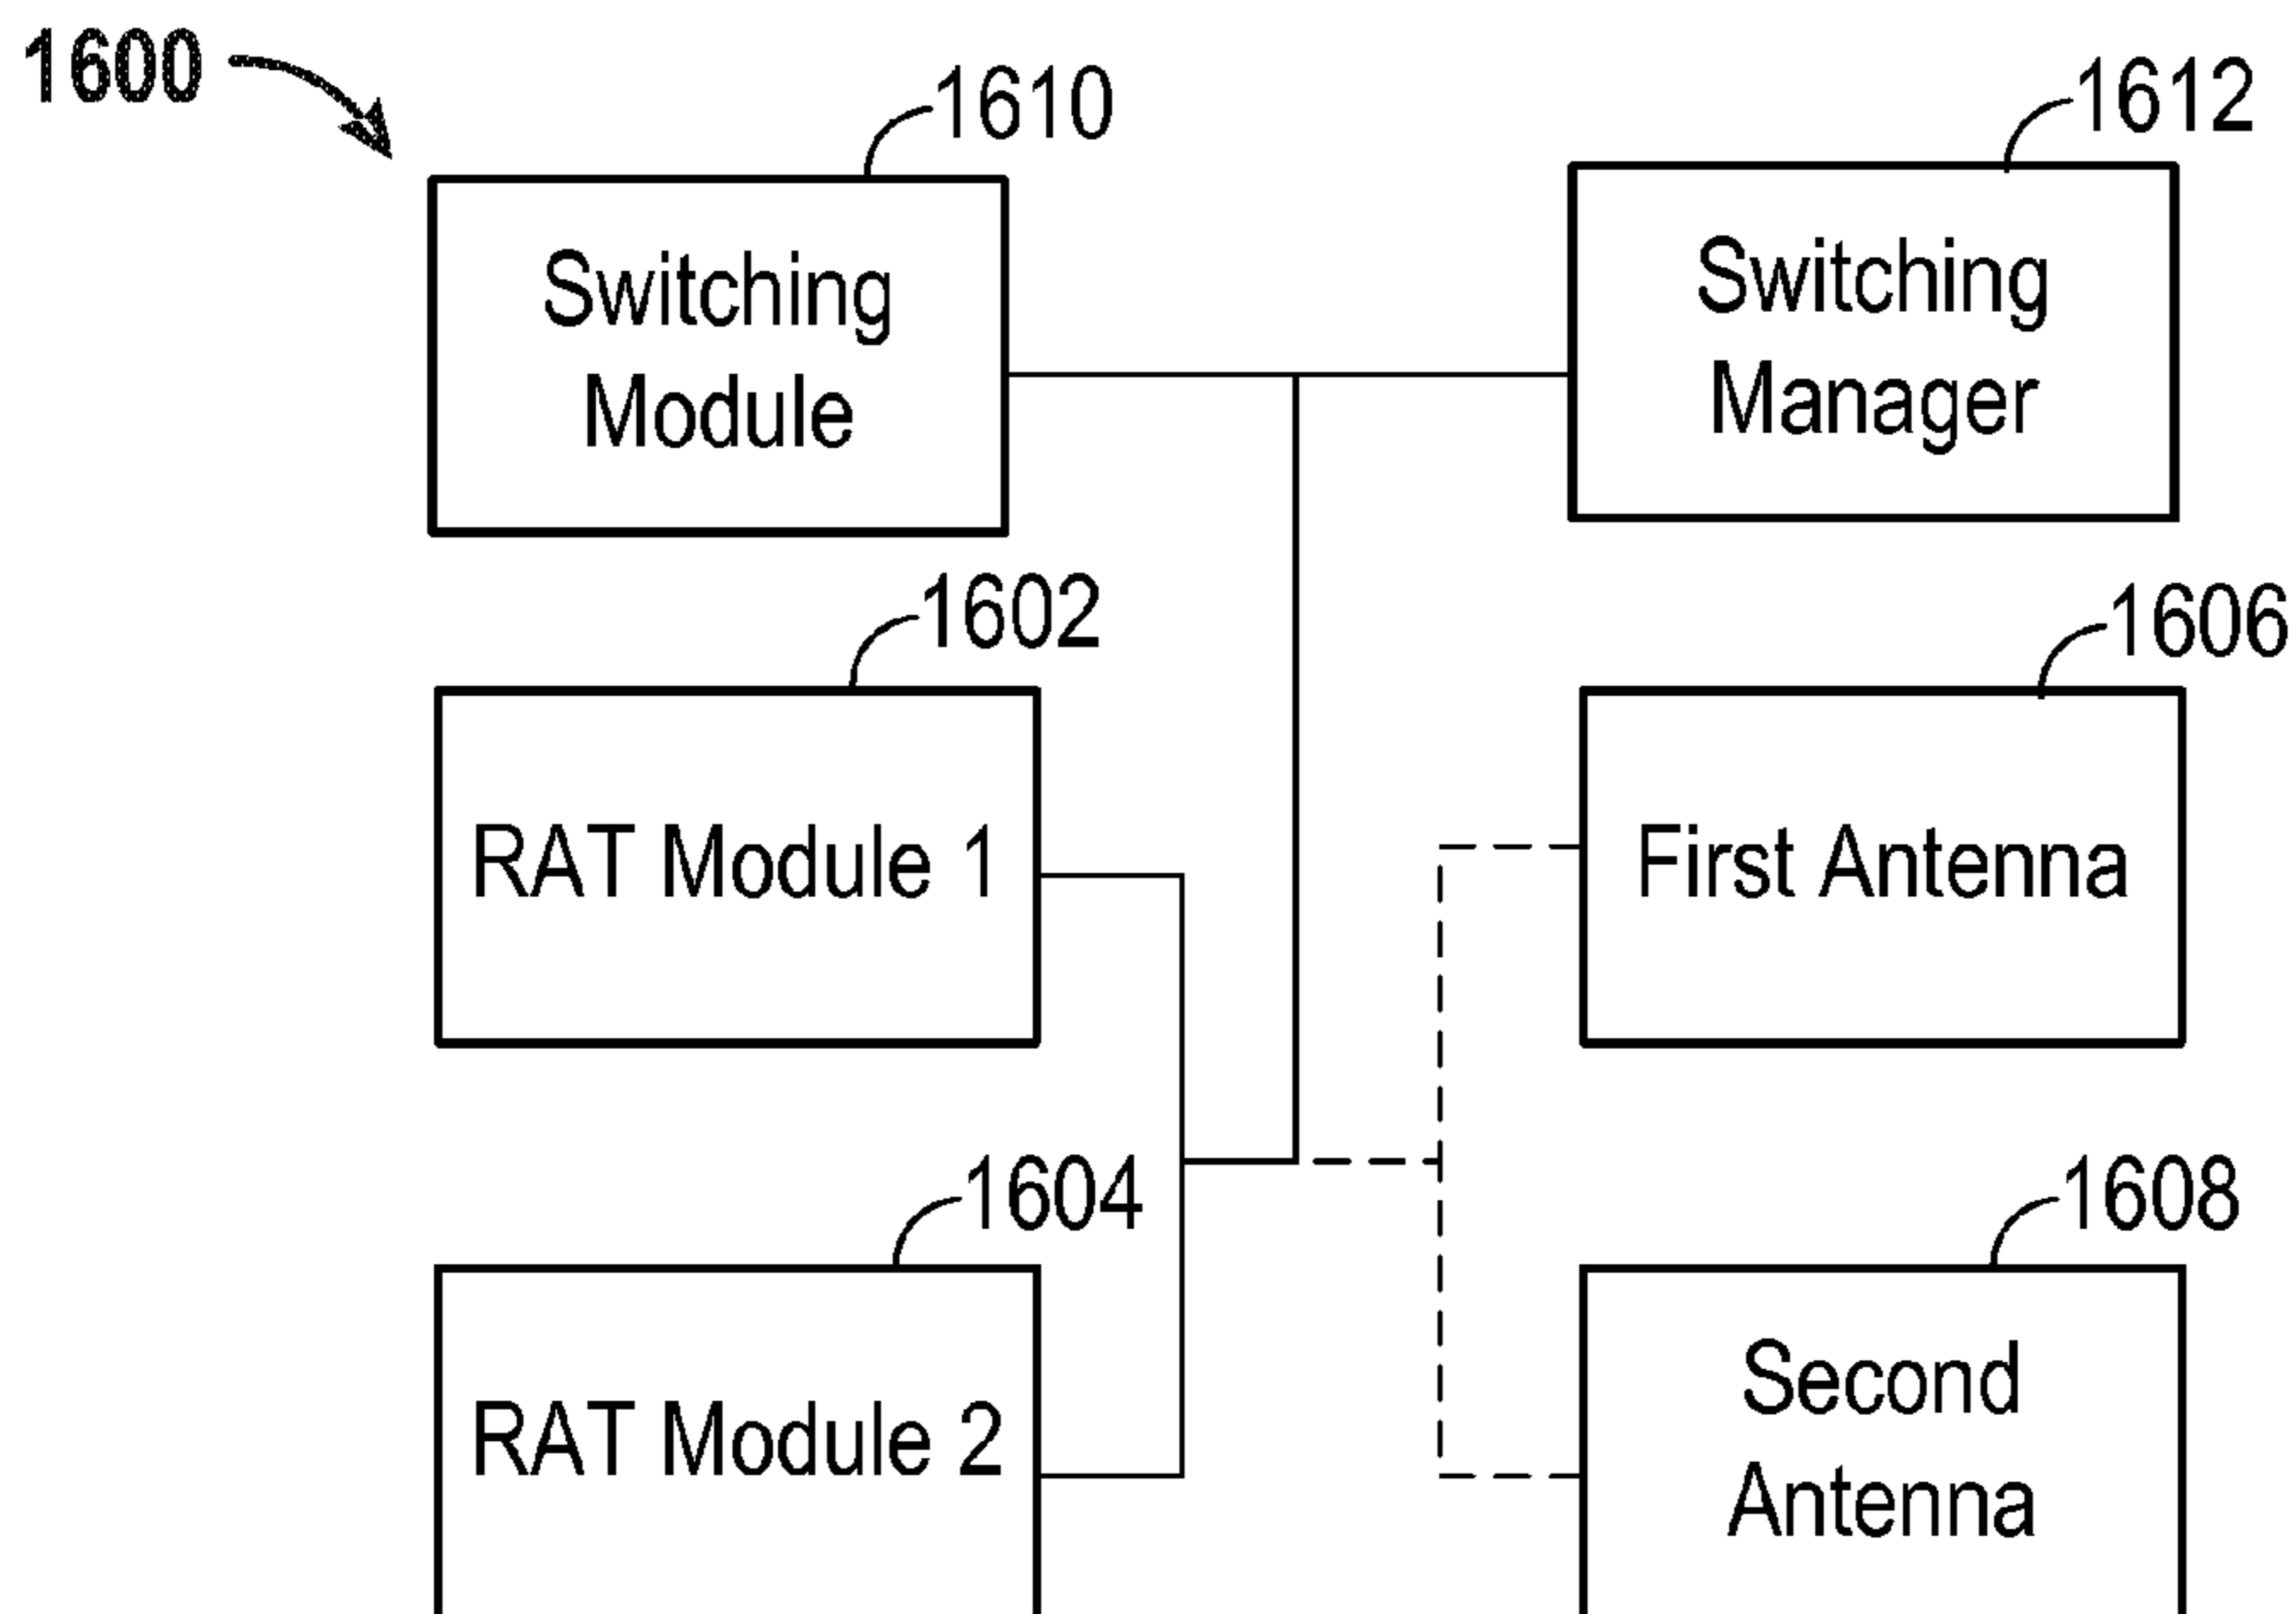 1600
1610
1612
Switching
Module
Switching
Manager
1602
1606
RAT Module 1
First Antenna
1604
1608
RAT Module 2
Second
Antenna